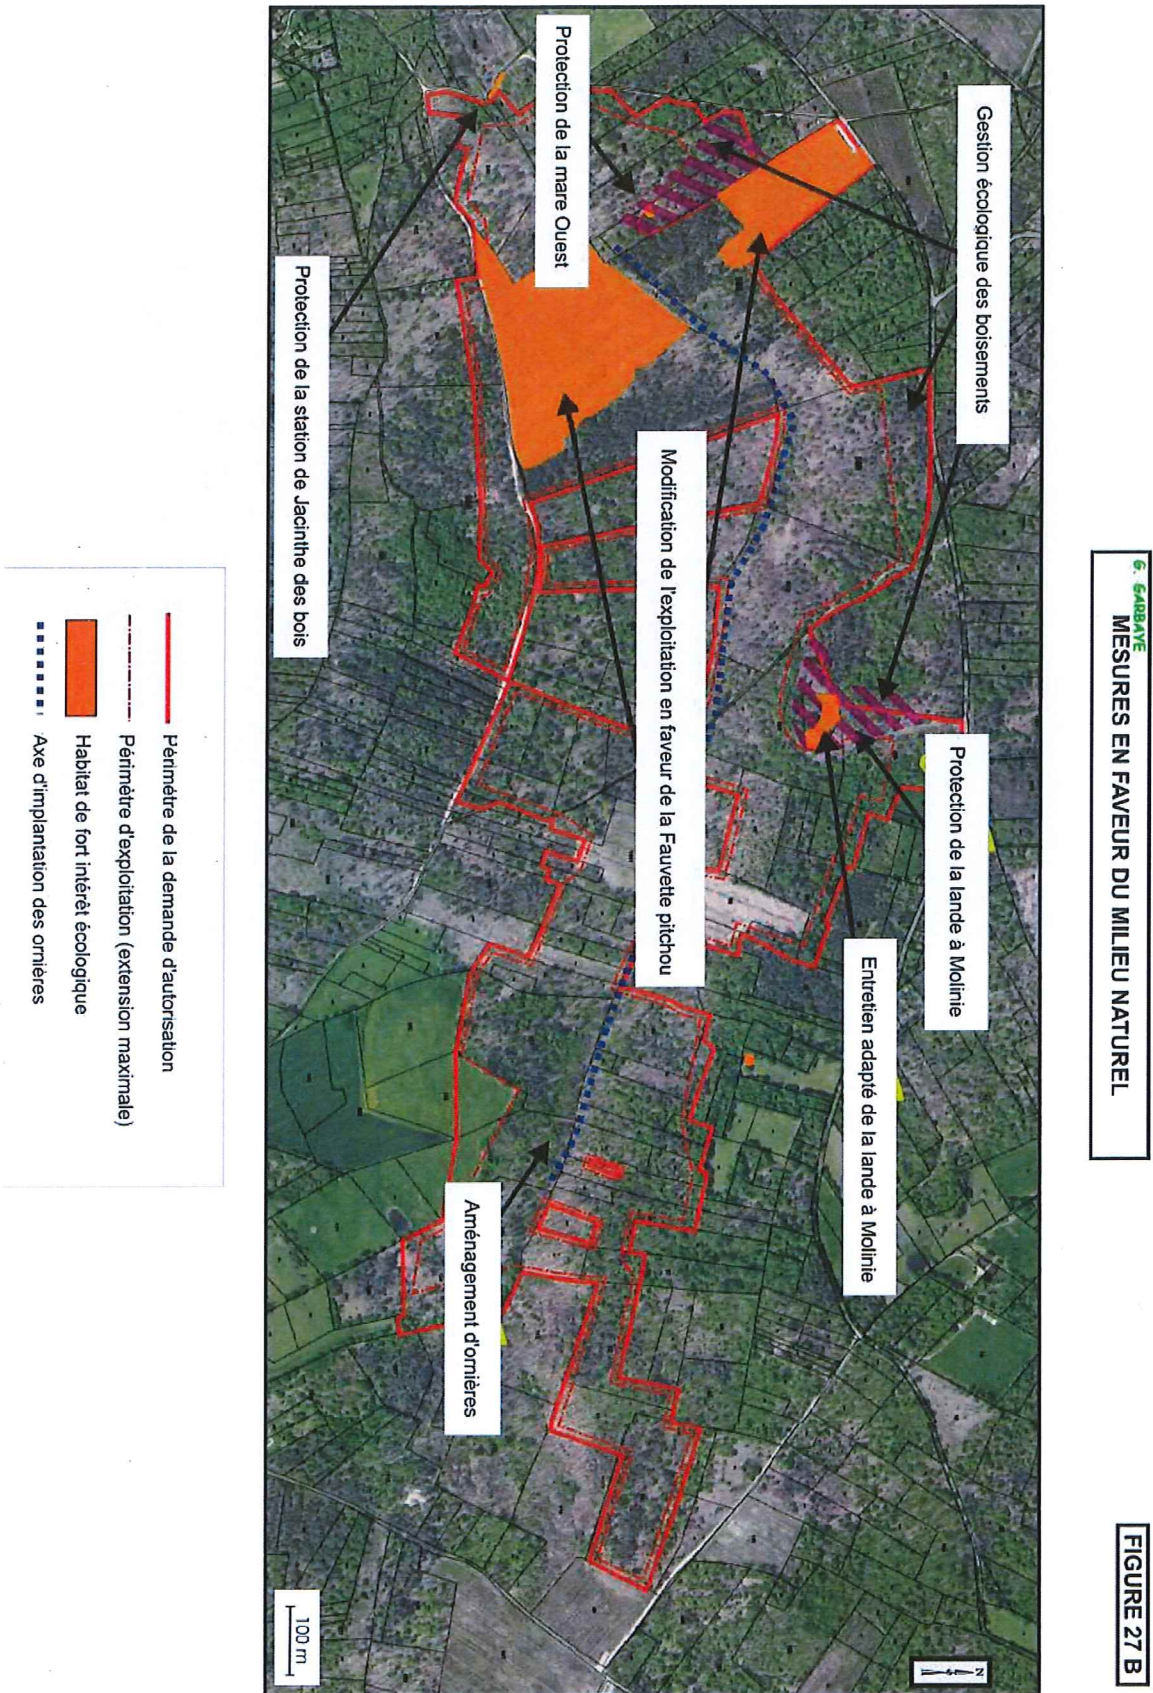 G. GARBAYE
MESURES EN FAVEUR DU MILIEU NATUREL
FIGURE 27 B
Gestion écologique des boisements
Protection de la lande à Molinie
Entretien adapté de la lande à Molinie
Protection de la mare Ouest
Modification de l'exploitation en faveur de la Fauvette pitchou
Aménagement d'ornières
Protection de la station de Jacinthe des bois
N
100 m
Périmètre de la demande d'autorisation
Périmètre d'exploitation (extension maximale)
Habitat de fort intérêt écologique
Axe d'implantation des ornières